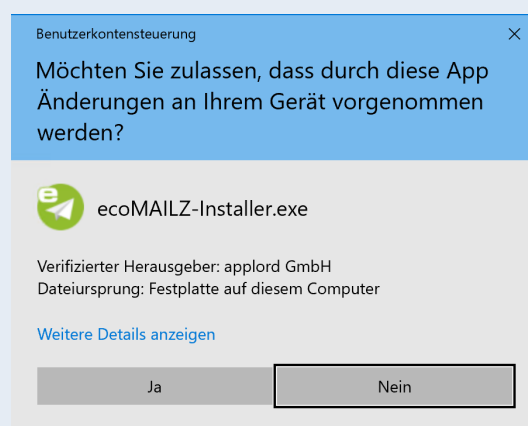 Benutzerkontensteuerung
Möchten Sie zulassen, dass durch diese App
Änderungen an Ihrem Gerät vorgenommen
werden?
e
ecoMAILZ-Installer.exe
Verifizierter Herausgeber: applord GmbH
Dateiursprung: Festplatte auf diesem Computer
Weitere Details anzeigen
Ja
Nein